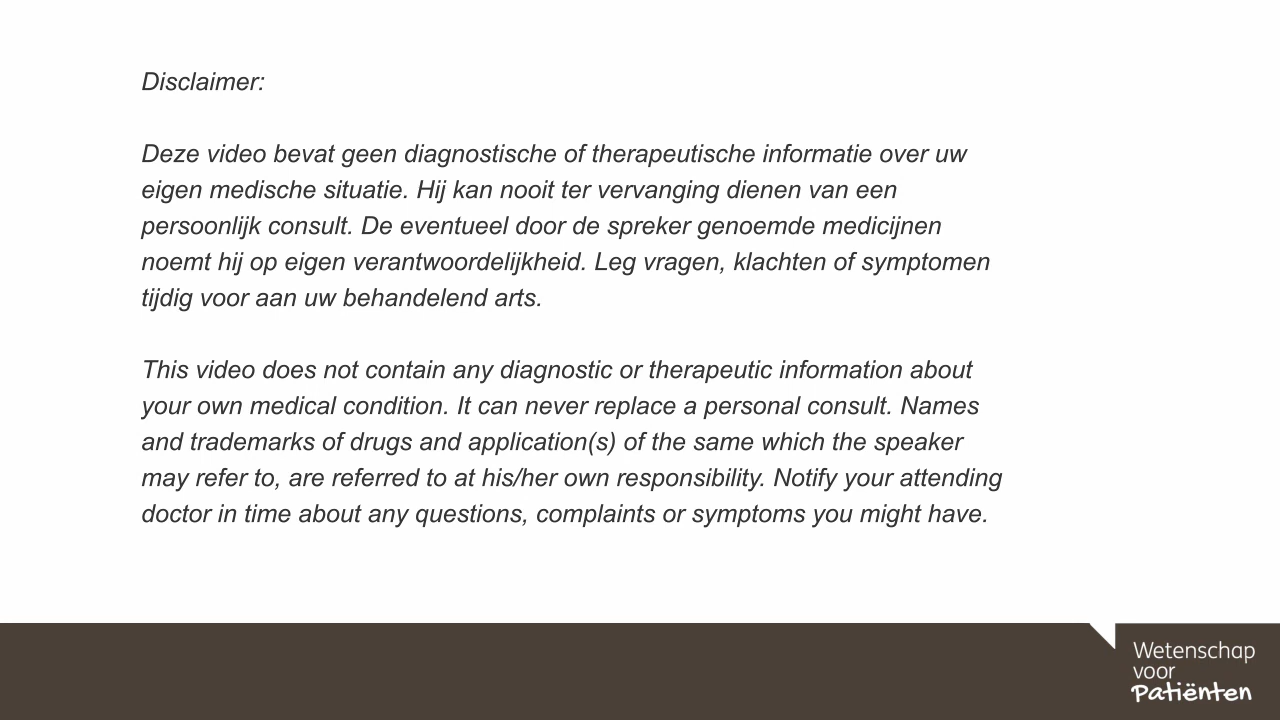 Disclaimer:
Deze video bevat geen diagnostische of therapeutische informatie over uw
eigen medische situatie. Hij kan nooit ter vervanging dienen van een
persoonlijk consult. De eventueel door de spreker genoemde medicijnen
noemt hij op eigen verantwoordelijkheid. Leg vragen, klachten of symptomen
tijdig voor aan uw behandelend arts.
This video does not contain any diagnostic or therapeutic information about
your own medical condition. It can never replace a personal consult. Names
and trademarks of drugs and application(s) of the same which the speaker
may refer to, are referred to at his/her own responsibility. Notify your attending
doctor in time about any questions, complaints or symptoms you might have.
Wetenschap
voor
Patiënten